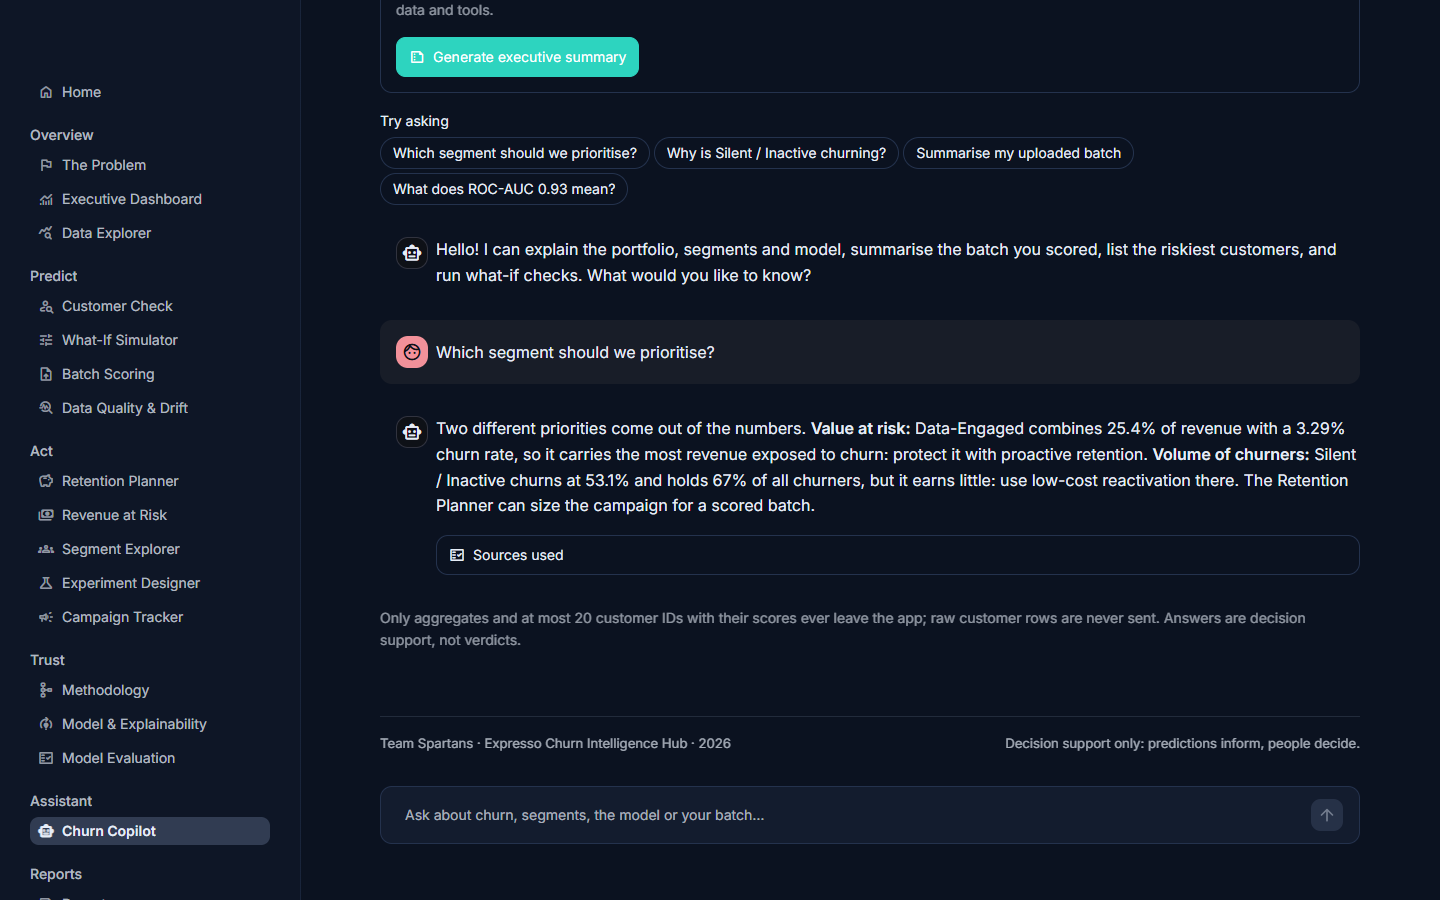 Home
Overview
The Problem
Executive Dashboard
Data Explorer
Predict
Customer Check
What-If Simulator
Batch Scoring
Data Quality & Drift
Act
Retention Planner
Revenue at Risk
Segment Explorer
Experiment Designer
Campaign Tracker
Trust
Methodology
Model & Explainability
Model Evaluation
Assistant
Churn Copilot
Reports
data and tools.
Generate executive summary
Try asking
Which segment should we prioritise?
Why is Silent / Inactive churning?
Summarise my uploaded batch
What does ROC-AUC 0.93 mean?
Hello! I can explain the portfolio, segments and model, summarise the batch you scored, list the riskiest customers, and
run what-if checks. What would you like to know?
Which segment should we prioritise?
Two different priorities come out of the numbers. Value at risk: Data-Engaged combines 25.4% of revenue with a 3.29%
churn rate, so it carries the most revenue exposed to churn: protect it with proactive retention. Volume of churners: Silent
/ Inactive churns at 53.1% and holds 67% of all churners, but it earns little: use low-cost reactivation there. The Retention
Planner can size the campaign for a scored batch.
Sources used
Only aggregates and at most 20 customer IDs with their scores ever leave the app; raw customer rows are never sent. Answers are decision
support, not verdicts.
Team Spartans · Expresso Churn Intelligence Hub · 2026
Decision support only: predictions inform, people decide.
Ask about churn, segments, the model or your batch...